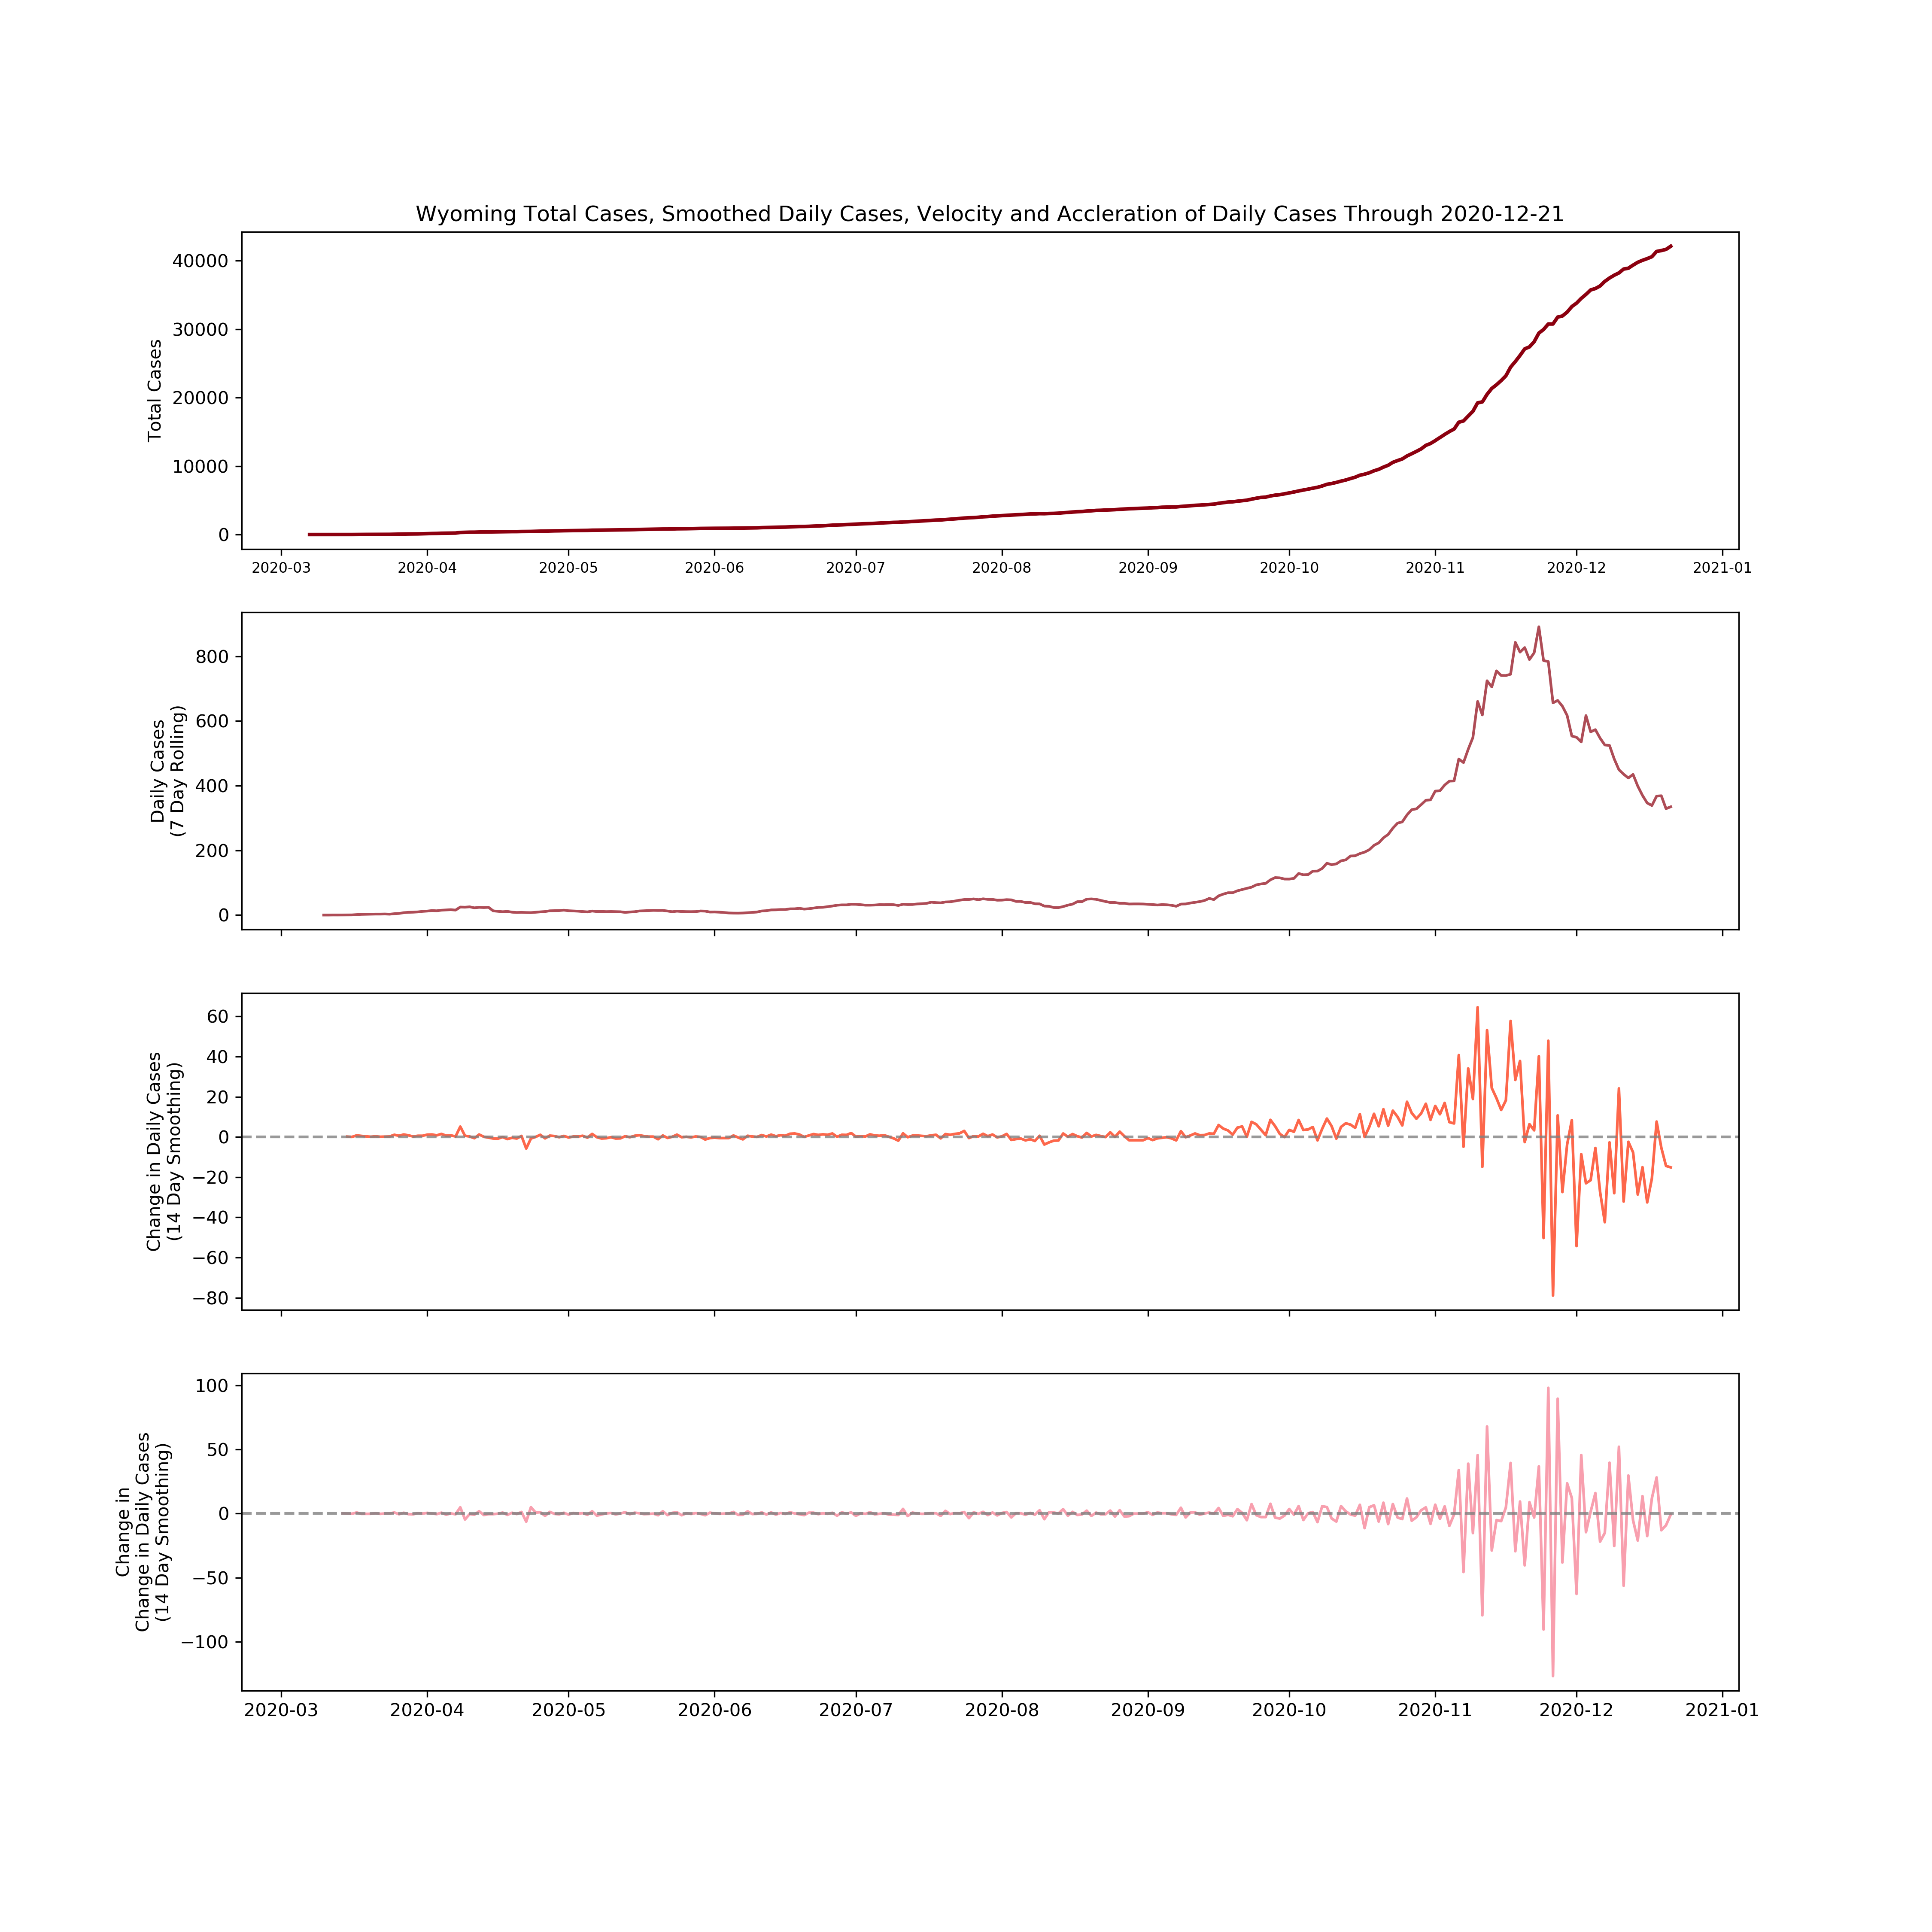 Wyoming Total Cases, Smoothed Daily Cases, Velocity and Accleration of Daily Cases Through 2020-12-21
Total Cases
40000
30000
20000
10000
0
2020-03 2020-04 2020-05 2020-06 2020-07 2020-08 2020-09 2020-10 2020-11 2020-12 2021-01
Daily Cases
(7 Day Rolling)
800
600
400
200
0
Change in Daily Cases
(14 Day Smoothing)
60
40
20
0
−20
−40
−60
−80
Change in
Change in Daily Cases
(14 Day Smoothing)
100
50
0
−50
−100
2020-03 2020-04 2020-05 2020-06 2020-07 2020-08 2020-09 2020-10 2020-11 2020-12 2021-01